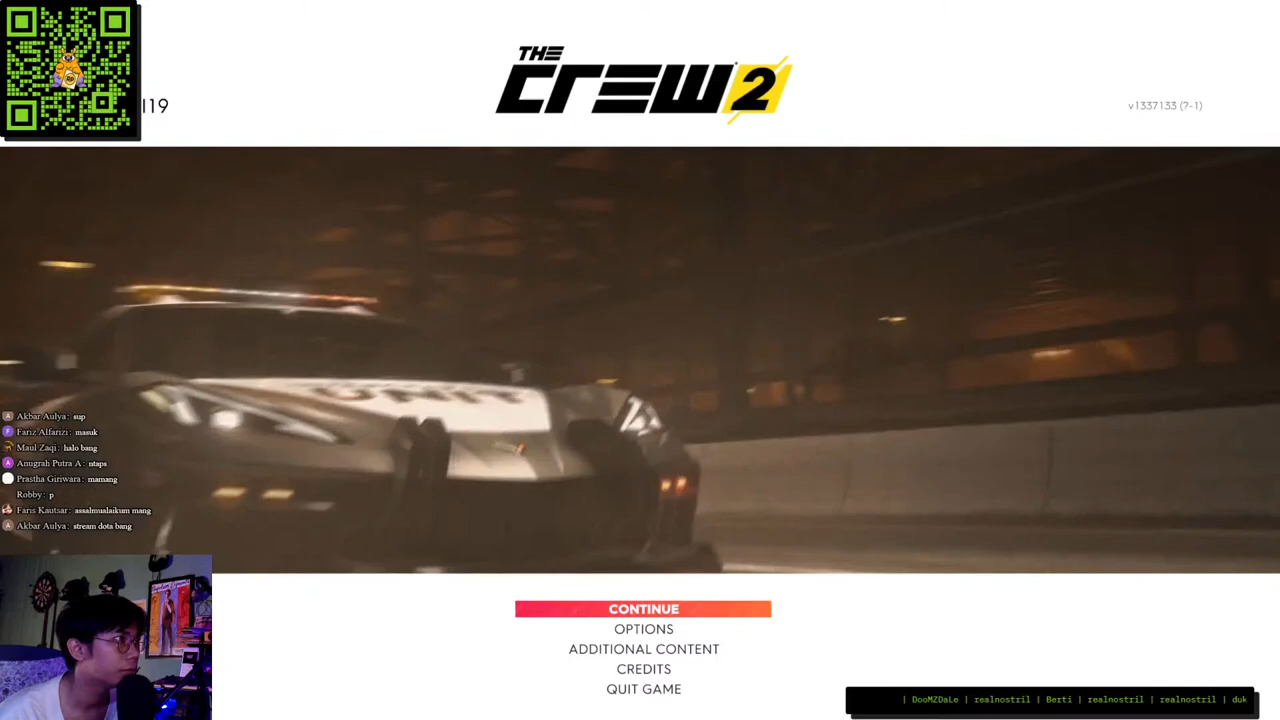 THE
CREW 2
119
v1337133 (?-1)
UNIT
Akbar Aulya: sup
Fariz Alfarizi: masuk
Maul Zaqi: halo bang
Anugrah Putra A: ntaps
Prastha Giriwara: mamang
Robby: p
Faris Kautsar: assalmualaikum mang
Akbar Aulya: stream dota bang
CONTINUE
OPTIONS
ADDITIONAL CONTENT
CREDITS
QUIT GAME
| DooMZDaLe | realnostril | Berti | realnostril | realnostril | duk